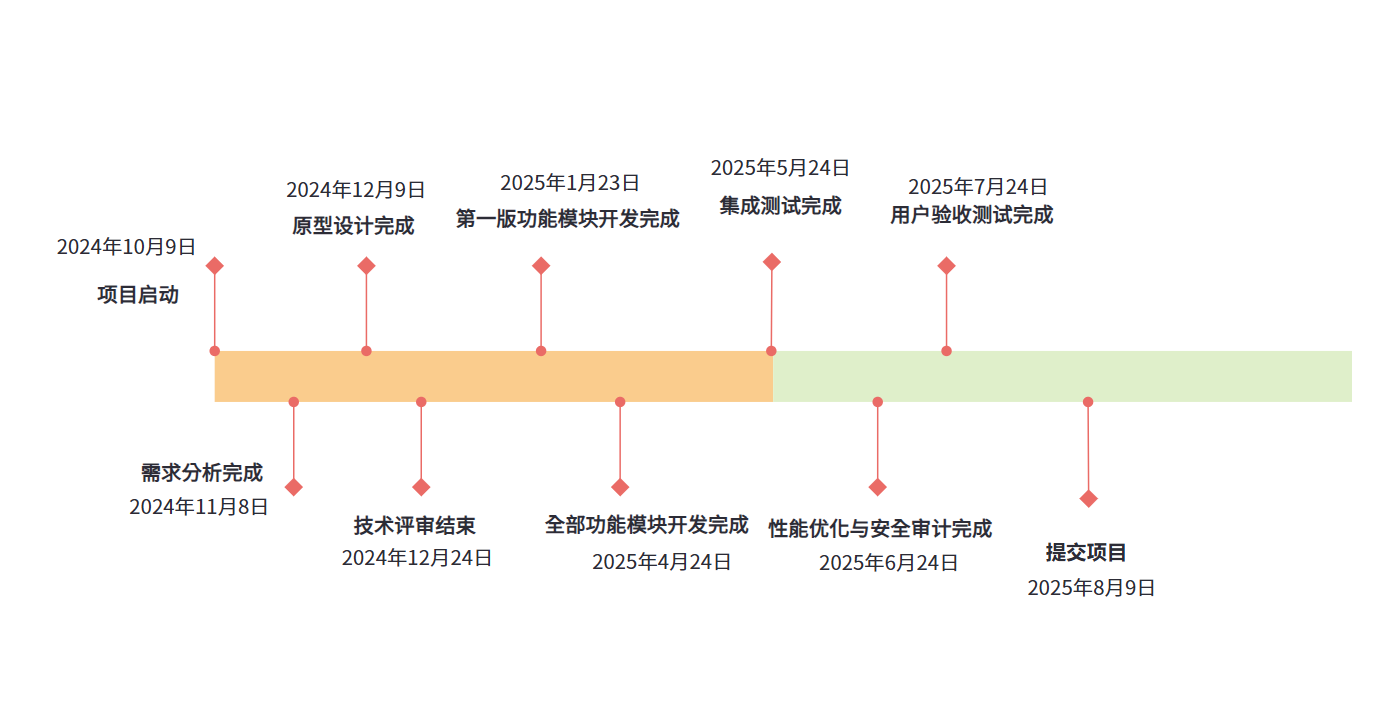 2024年10月9日
项目启动
需求分析完成
2024年11月8日
2024年12月9日
原型设计完成
技术评审结束
2024年12月24日
2025年1月23日
第一版功能模块开发完成
全部功能模块开发完成
2025年4月24日
2025年5月24日
集成测试完成
性能优化与安全审计完成
2025年6月24日
2025年7月24日
用户验收测试完成
提交项目
2025年8月9日